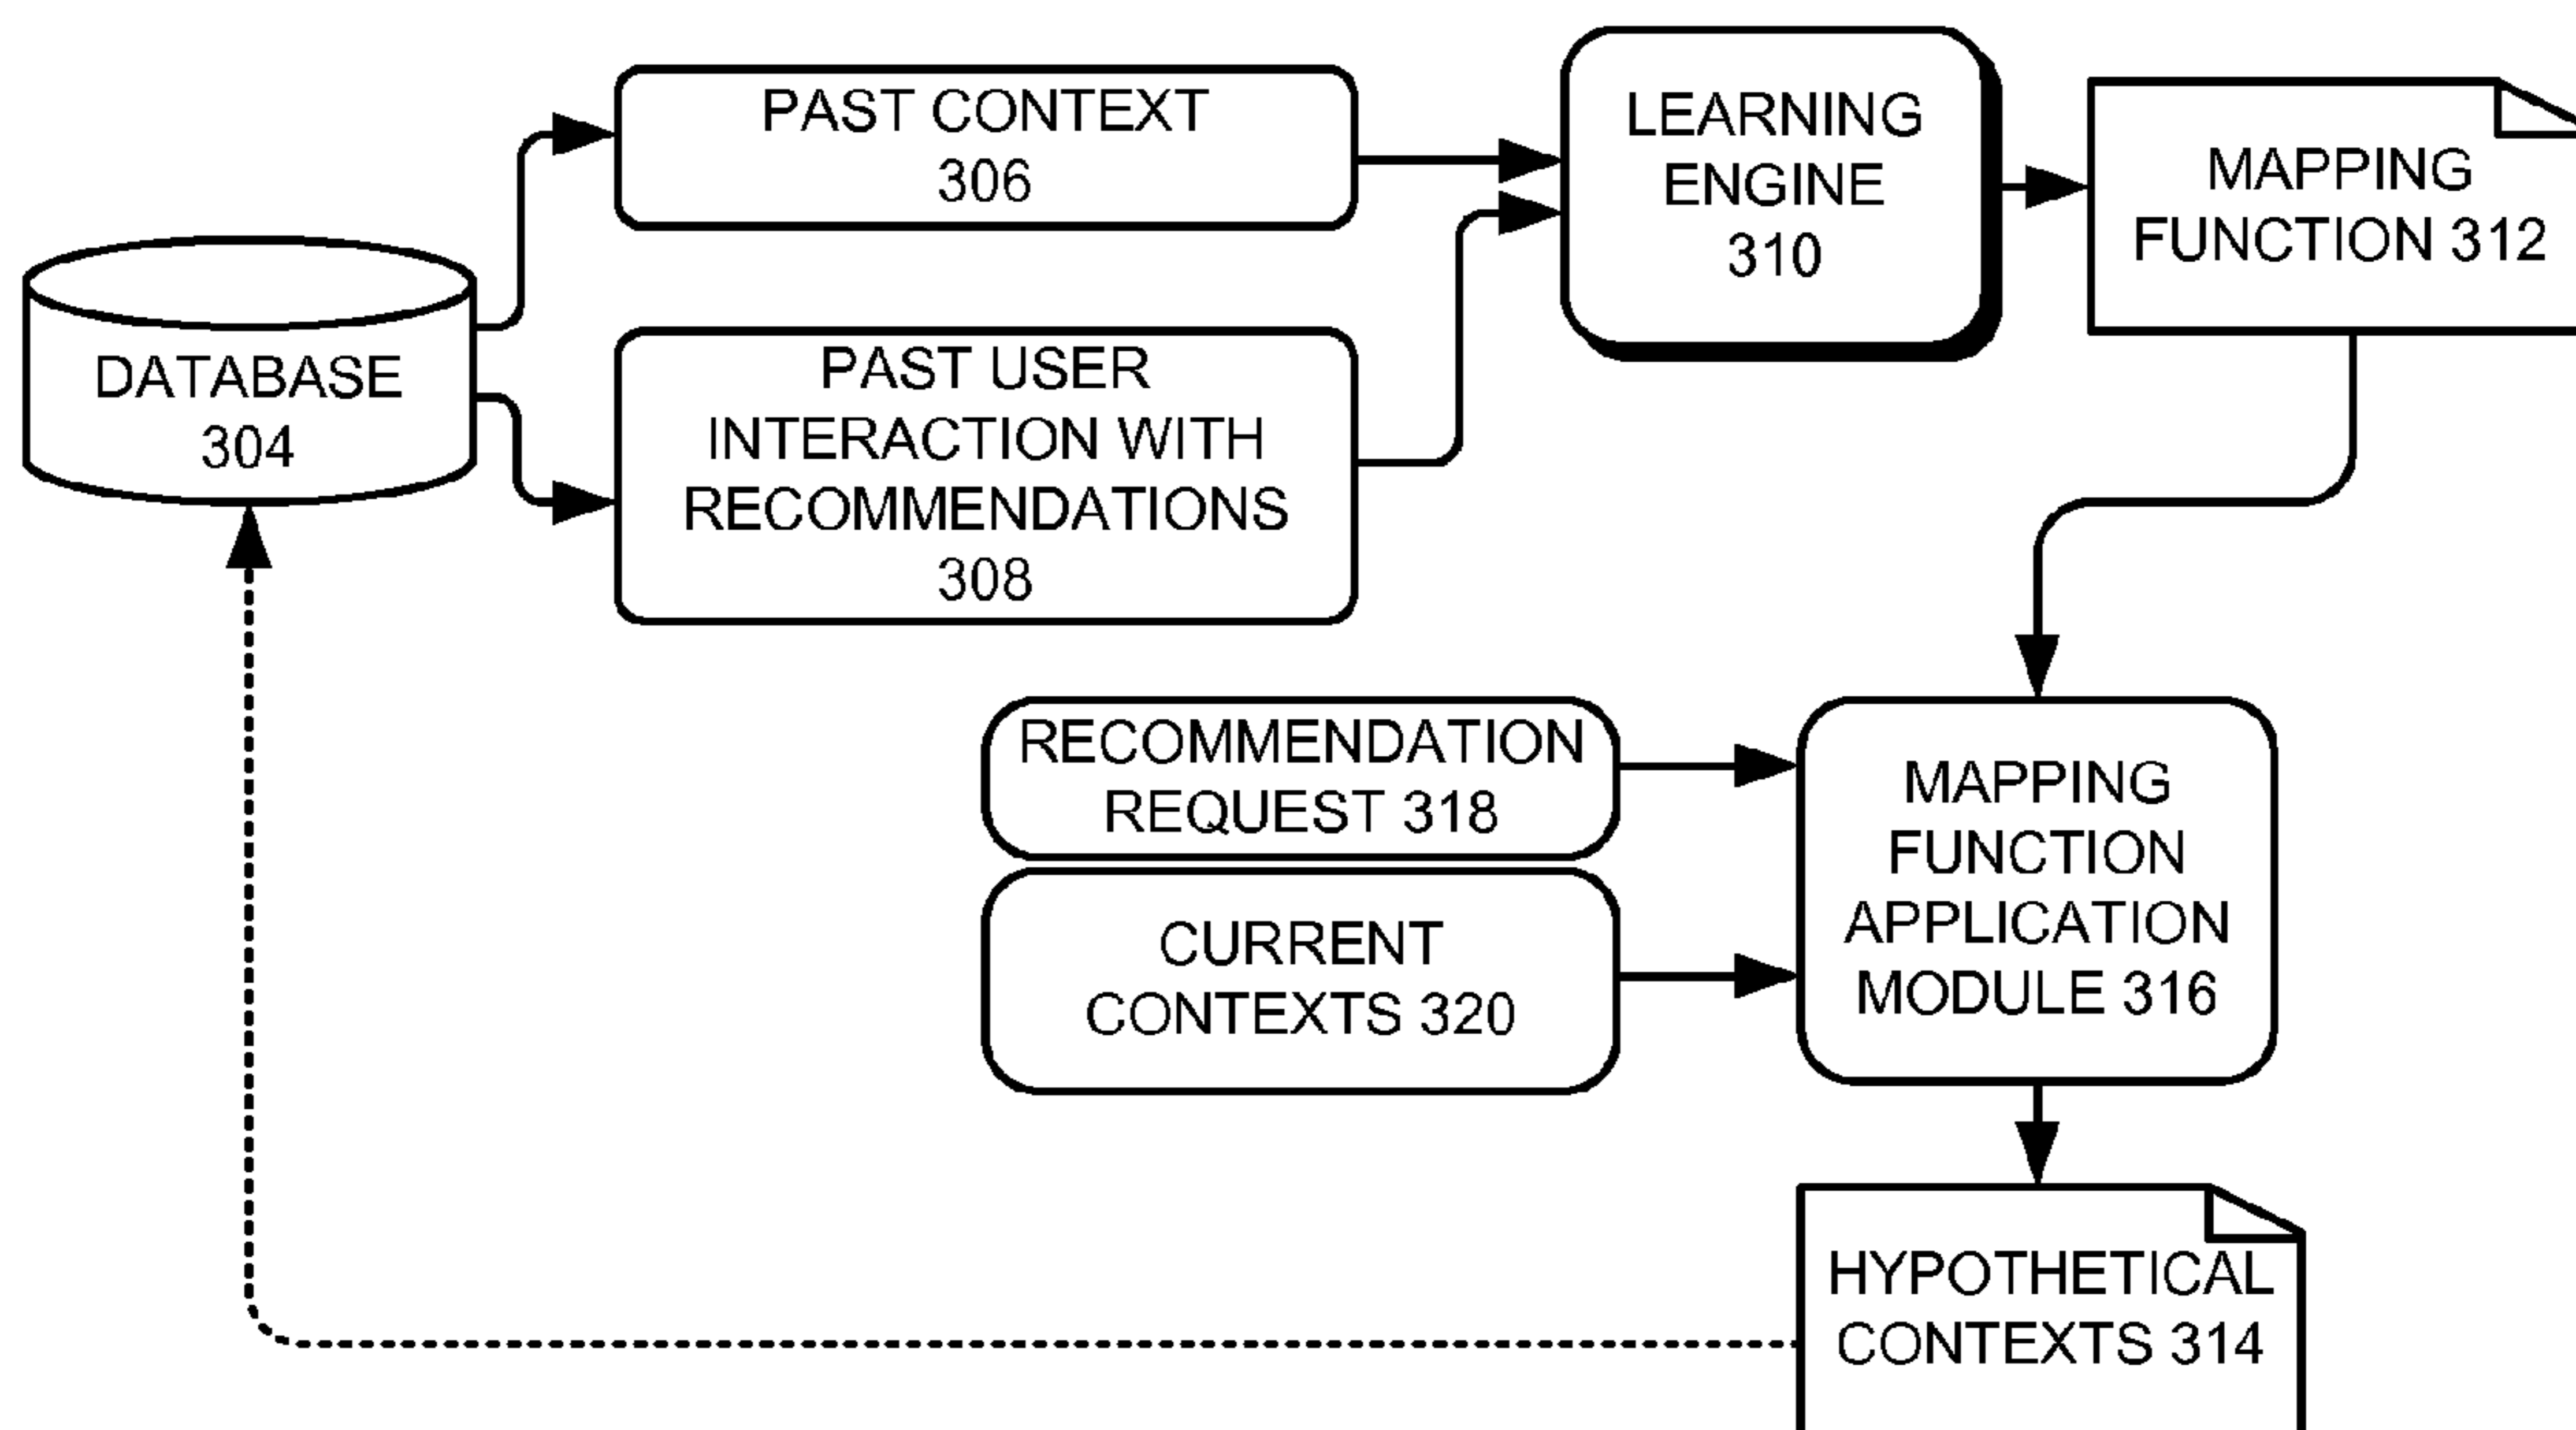 PAST CONTEXT
306
LEARNING
ENGINE
310
MAPPING
FUNCTION 312
DATABASE
304
PAST USER
INTERACTION WITH
RECOMMENDATIONS
308
RECOMMENDATION
REQUEST 318
CURRENT
CONTEXTS 320
MAPPING
FUNCTION
APPLICATION
MODULE 316
HYPOTHETICAL
CONTEXTS 314